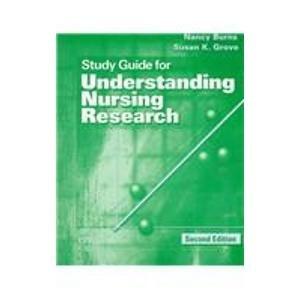 Nancy Burns
Susan K. Grove
Study Guide for
Understanding
Nursing
Research
Second Edition